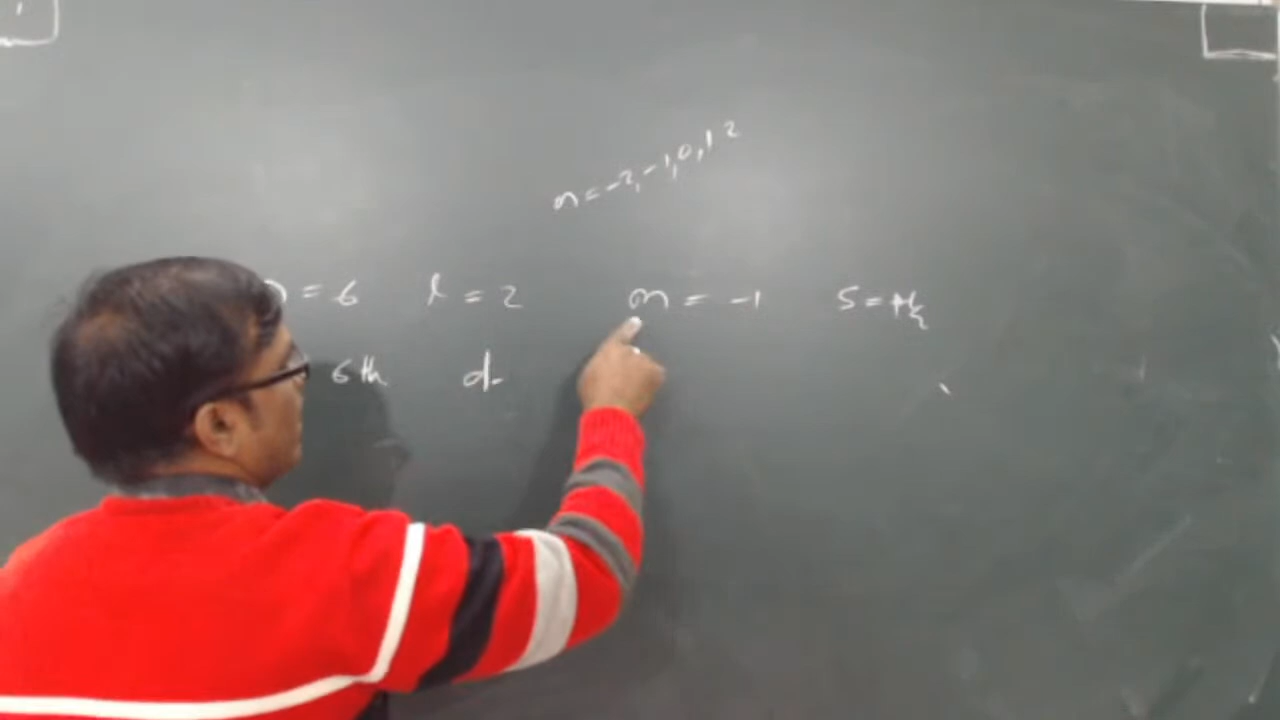 m = -2, -1, 0, 1 2
n = 6 l = 2 m = -1 s = +1/2
6th d-